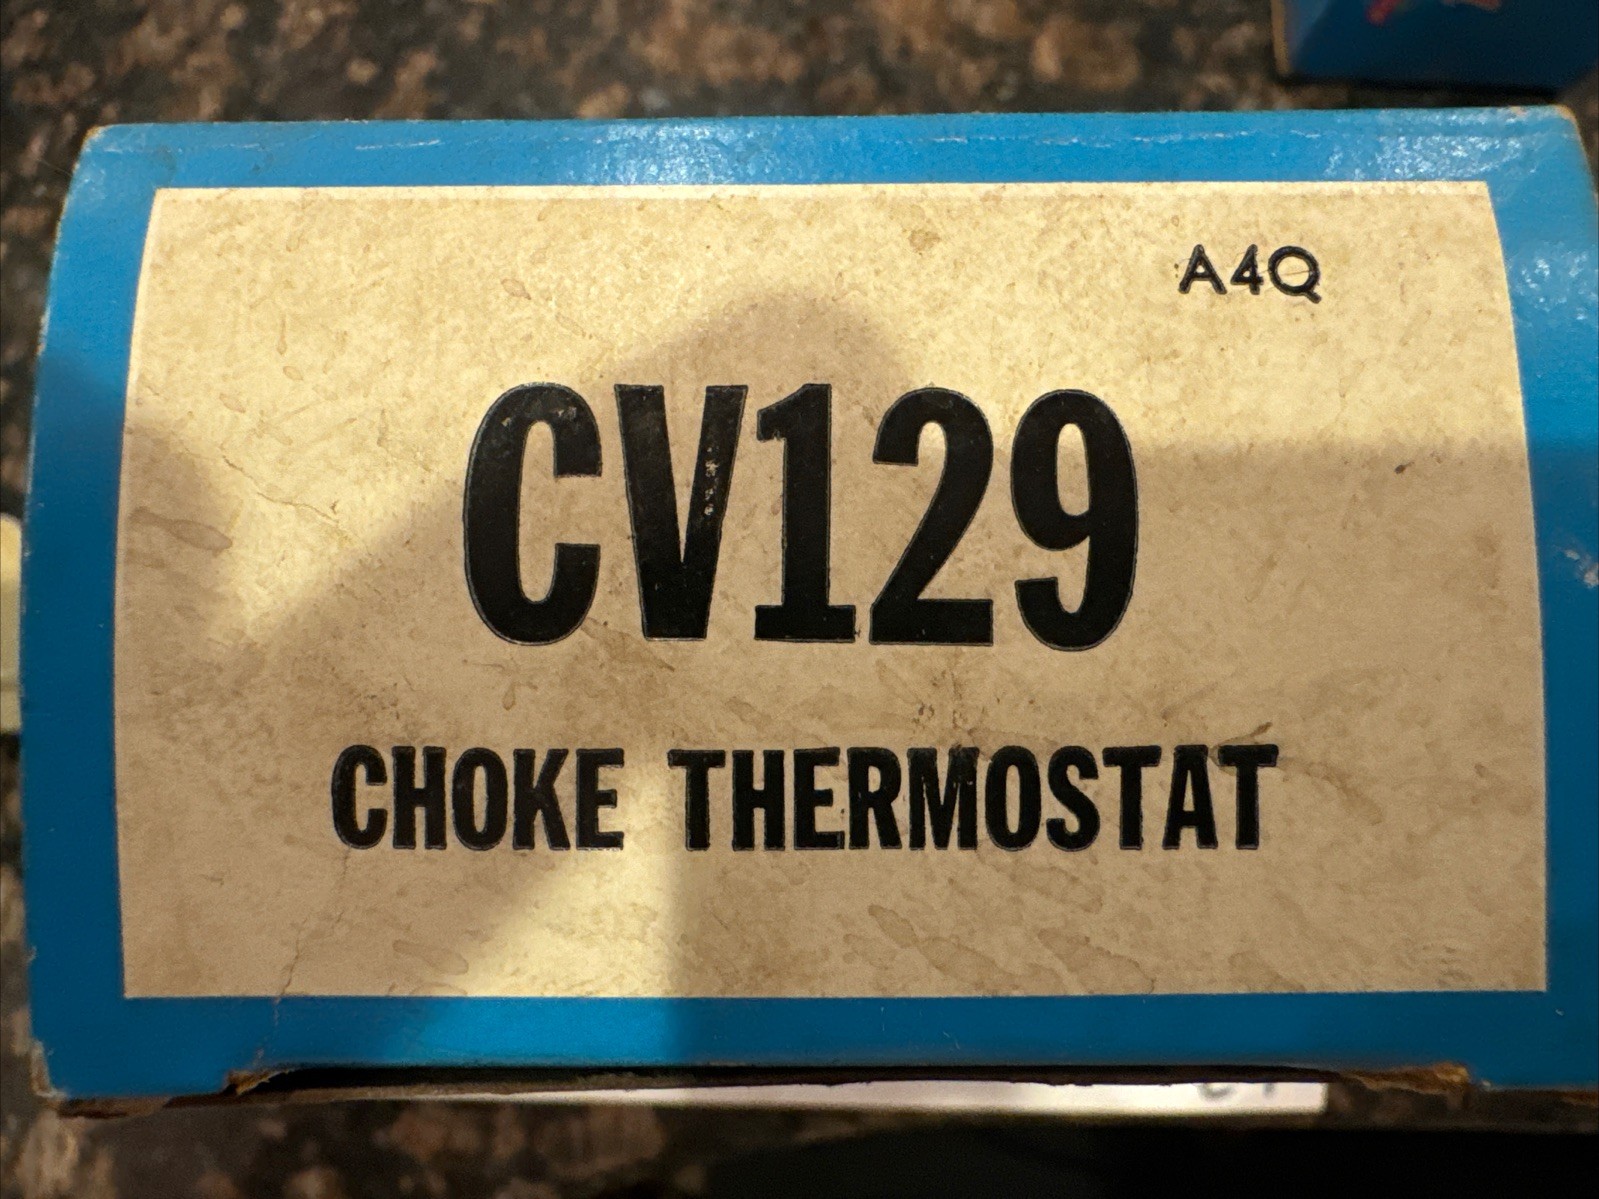 A4Q
CV129
CHOKE THERMOSTAT